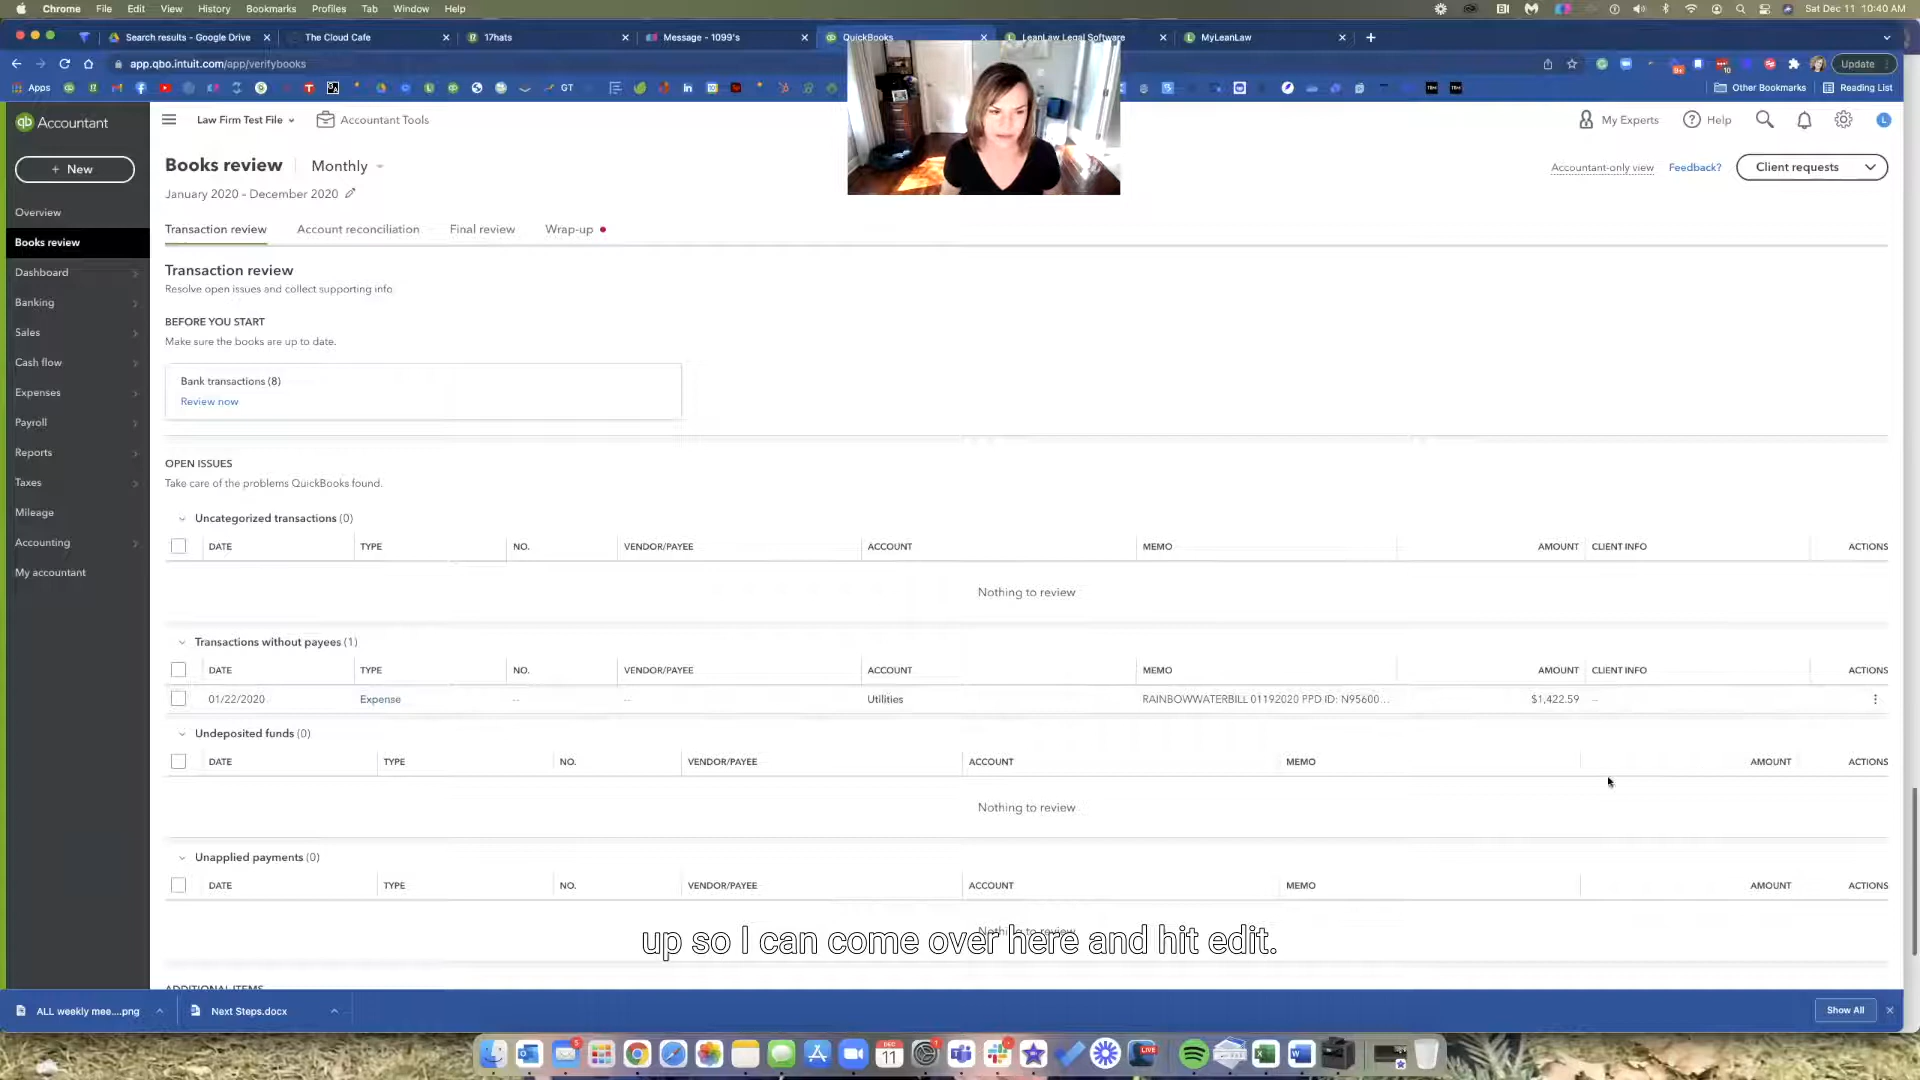 Chrome File Edit View History Bookmarks Profiles Tab Window Help
Sat Dec 11 10:40 AM
Search results - Google Drive
The Cloud Cafe
17hats
Message - 1099's
QuickBooks
LeanLaw Legal Software
MyLeanLaw
app.qbo.intuit.com/app/verifybooks
Update
Apps
GT
Other Bookmarks
Reading List
qb Accountant
Law Firm Test File
Accountant Tools
My Experts
Help
L
+ New
Books review
Monthly
Accountant-only view
Feedback?
Client requests
January 2020 - December 2020
Overview
Books review
Dashboard
Banking
Sales
Cash flow
Expenses
Payroll
Reports
Taxes
Mileage
Accounting
My accountant
Transaction review
Account reconciliation
Final review
Wrap-up
Transaction review
Resolve open issues and collect supporting info
BEFORE YOU START
Make sure the books are up to date.
Bank transactions (8)
Review now
OPEN ISSUES
Take care of the problems QuickBooks found.
Uncategorized transactions (0)
DATE TYPE NO. VENDOR/PAYEE ACCOUNT MEMO AMOUNT CLIENT INFO ACTIONS
Nothing to review
Transactions without payees (1)
DATE TYPE NO. VENDOR/PAYEE ACCOUNT MEMO AMOUNT CLIENT INFO ACTIONS
01/22/2020 Expense -- -- Utilities RAINBOWWATERBILL 01192020 PPD ID: N95600... $1,422.59 --
Undeposited funds (0)
DATE TYPE NO. VENDOR/PAYEE ACCOUNT MEMO AMOUNT ACTIONS
Nothing to review
Unapplied payments (0)
DATE TYPE NO. VENDOR/PAYEE ACCOUNT MEMO AMOUNT ACTIONS
up so I can come over here and hit edit.
ADDITIONAL ITEMS
ALL weekly mee....png
Next Steps.docx
Show All
DEC
11
LIVE